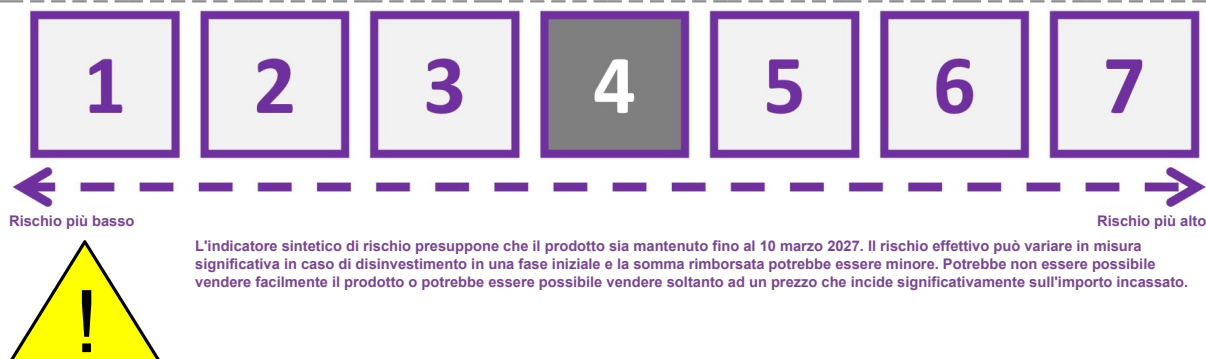 1 2 3 4 5 6 7
Rischio più basso Rischio più alto
L'indicatore sintetico di rischio presuppone che il prodotto sia mantenuto fino al 10 marzo 2027. Il rischio effettivo può variare in misura
significativa in caso di disinvestimento in una fase iniziale e la somma rimborsata potrebbe essere minore. Potrebbe non essere possibile
vendere facilmente il prodotto o potrebbe essere possibile vendere soltanto ad un prezzo che incide significativamente sull'importo incassato.
!